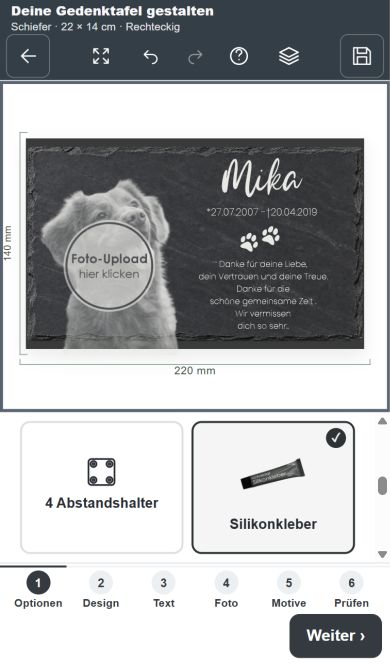 Deine Gedenktafel gestalten
Schiefer · 22 × 14 cm · Rechteckig
Mika
*27.07.2007 -†20.04.2019
Foto-Upload
hier klicken
Danke für deine Liebe,
dein Vertrauen und deine Treue.
Danke für die
schöne gemeinsame Zeit .
Wir vermissen
dich so sehr..
140 mm
220 mm
4 Abstandshalter
Silikonkleber
Silikonkleber
1 2 3 4 5 6
Optionen Design Text Foto Motive Prüfen
Weiter ›